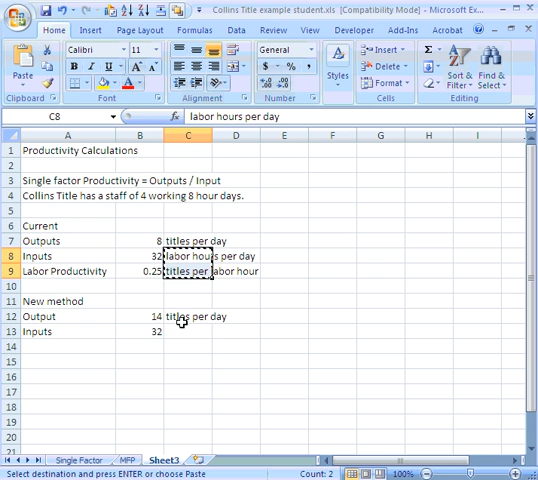 Collins Title example student.xls [Compatibility Mode] - Microsoft Ex...
Home Insert Page Layout Formulas Data Review View Developer Add-Ins Acrobat
Calibri 11 General Insert
B I U $ % , Delete
Paste Styles Format Sort & Filter Find & Select
Clipboard Font Alignment Number Cells Editing
C8 fx labor hours per day
A B C D E F G H I
1 Productivity Calculations
2
3 Single factor Productivity = Outputs / Input
4 Collins Title has a staff of 4 working 8 hour days.
5
6 Current
7 Outputs 8 titles per day
8 Inputs 32 labor hours per day
9 Labor Productivity 0.25 titles per labor hour
10
11 New method
12 Output 14 titles per day
13 Inputs 32
14
15
16
17
18
19
20
21
Single Factor MFP Sheet3
Select destination and press ENTER or choose Paste Count: 2 100%